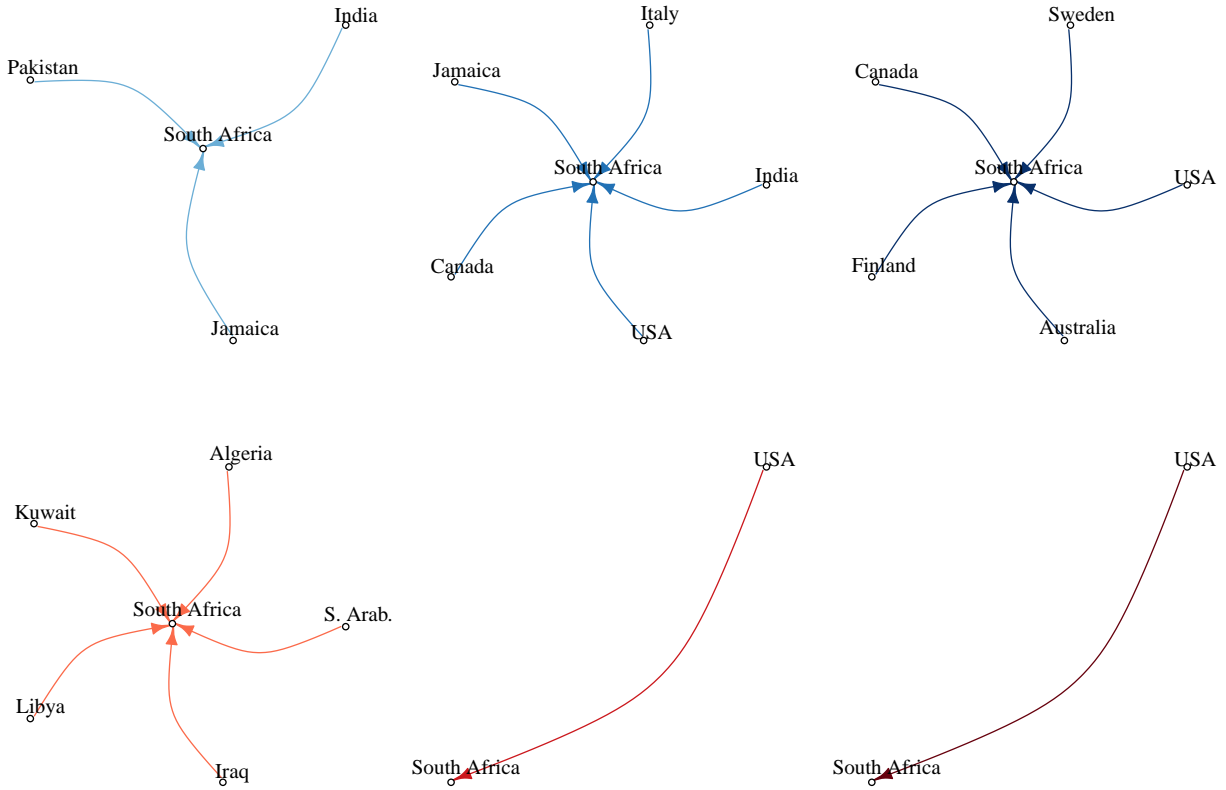 India
Pakistan
South Africa
Jamaica
Italy
Jamaica
South Africa
India
Canada
USA
Sweden
Canada
South Africa
USA
Finland
Australia
Algeria
Kuwait
South Africa
S. Arab.
Libya
Iraq
USA
South Africa
USA
South Africa